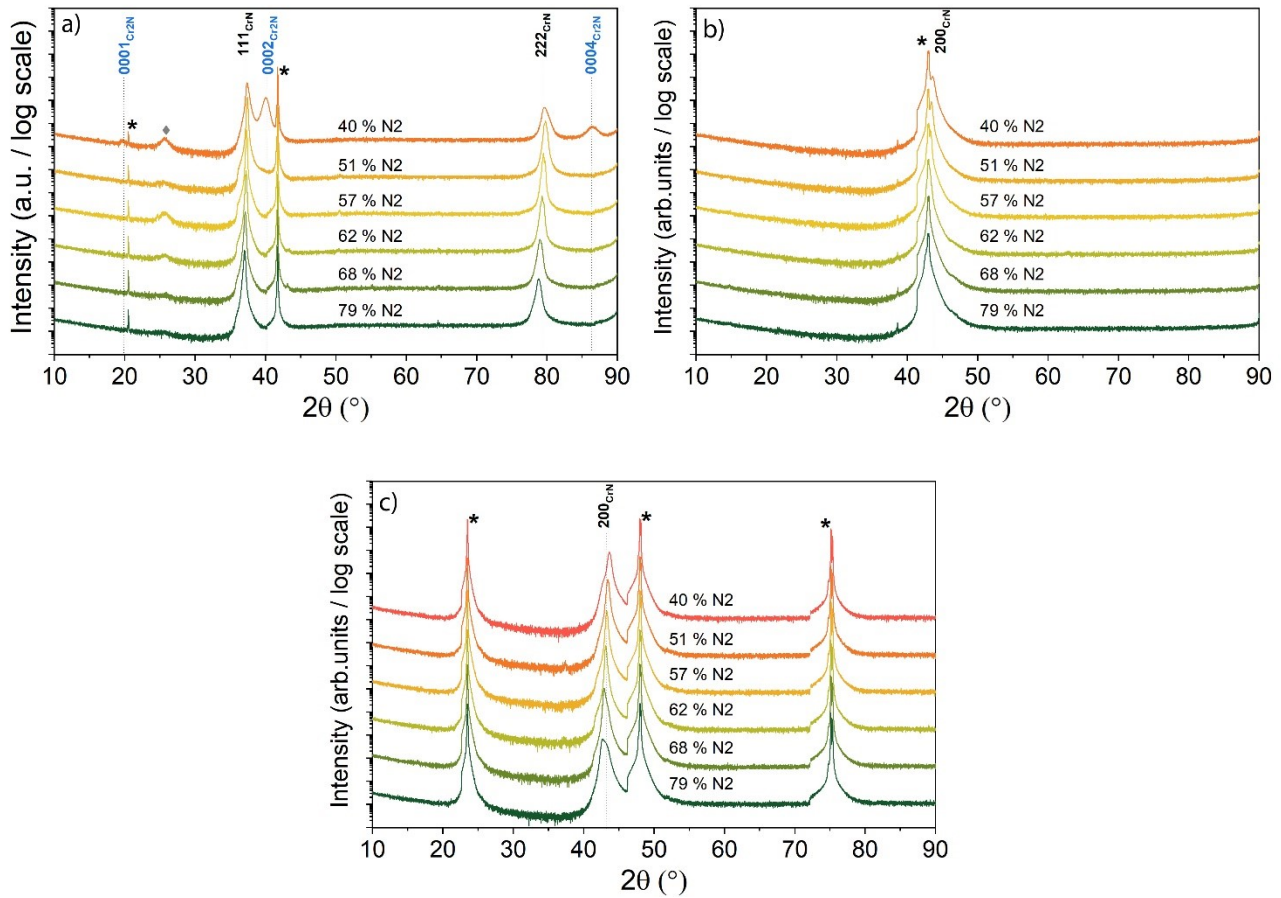 a)
0001Cr2N
111CrN
0002Cr2N
222CrN
0004Cr2N
*
*
♦
40 % N2
51 % N2
57 % N2
62 % N2
68 % N2
79 % N2
Intensity (a.u. / log scale)
10 20 30 40 50 60 70 80 90
2θ (°)
b)
*
200CrN
40 % N2
51 % N2
57 % N2
62 % N2
68 % N2
79 % N2
Intensity (arb.units / log scale)
10 20 30 40 50 60 70 80 90
2θ (°)
c)
*
200CrN
*
*
40 % N2
51 % N2
57 % N2
62 % N2
68 % N2
79 % N2
Intensity (arb.units / log scale)
10 20 30 40 50 60 70 80 90
2θ (°)